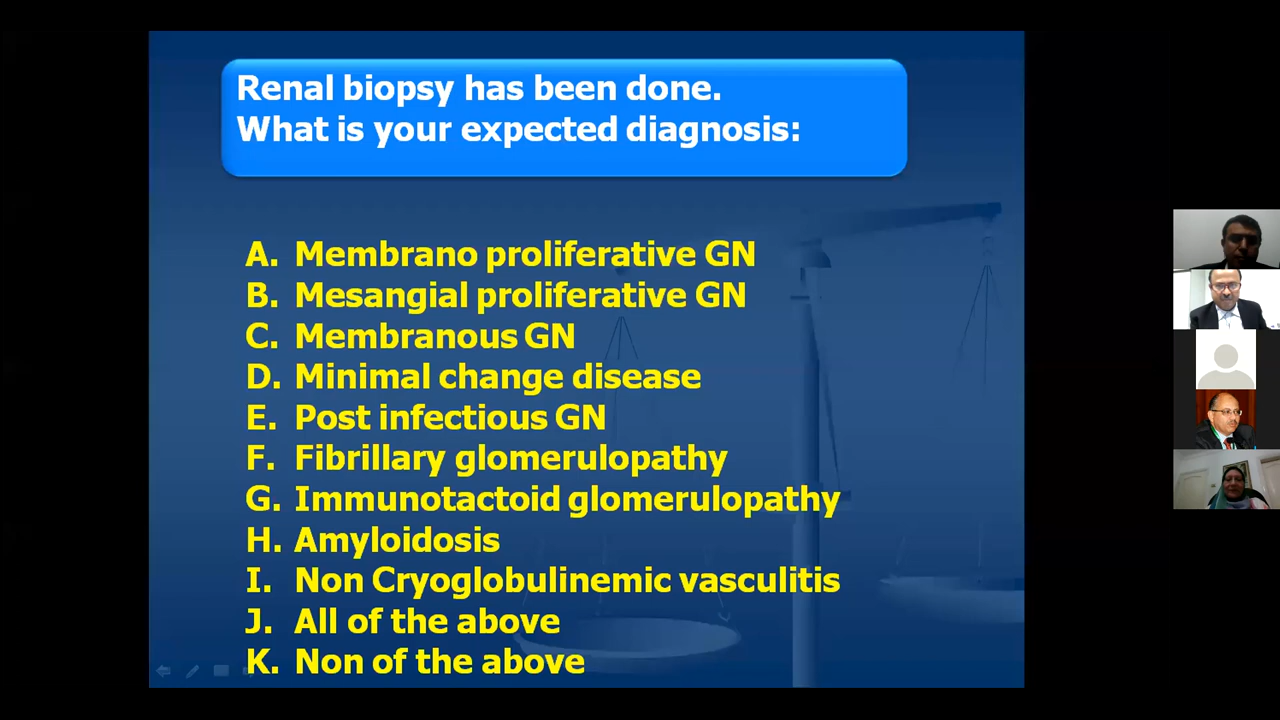 Renal biopsy has been done.
What is your expected diagnosis:
A. Membrano proliferative GN
B. Mesangial proliferative GN
C. Membranous GN
D. Minimal change disease
E. Post infectious GN
F. Fibrillary glomerulopathy
G. Immunotactoid glomerulopathy
H. Amyloidosis
I. Non Cryoglobulinemic vasculitis
J. All of the above
K. Non of the above